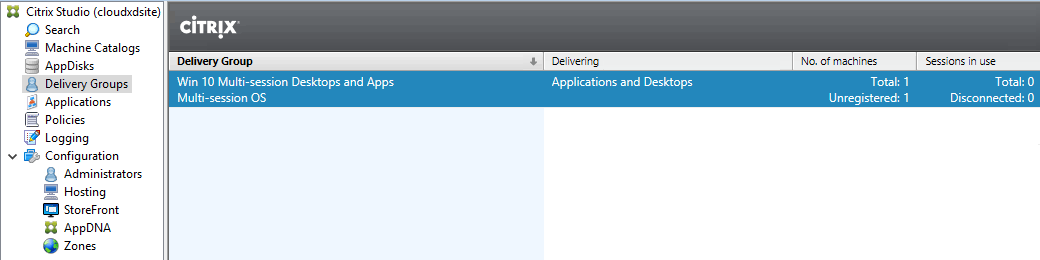 Citrix Studio (cloudxdsite)
Search
Machine Catalogs
AppDisks
Delivery Groups
Applications
Policies
Logging
Configuration
Administrators
Hosting
StoreFront
AppDNA
Zones
CITRIX
Delivery Group Delivering No. of machines Sessions in use
Win 10 Multi-session Desktops and Apps Applications and Desktops Total: 1 Total: 0
Multi-session OS Unregistered: 1 Disconnected: 0